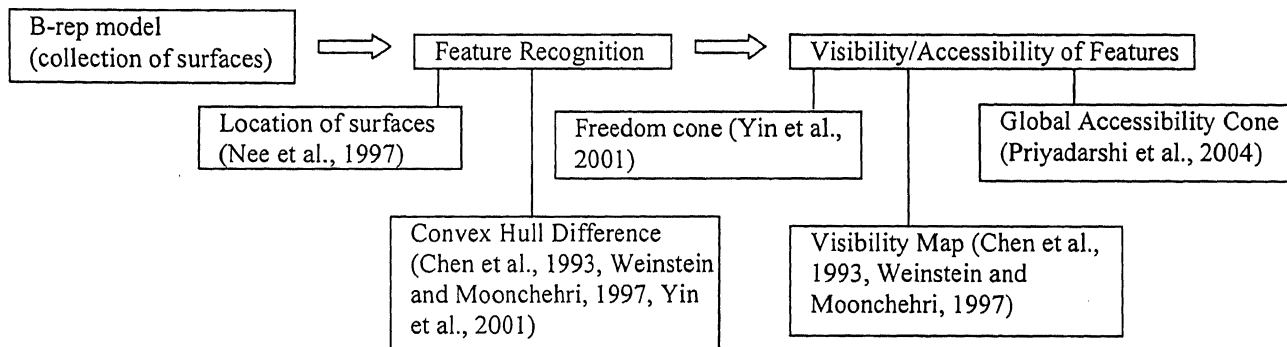 B-rep model
(collection of surfaces)
Feature Recognition
Visibility/Accessibility of Features
Location of surfaces
(Nee et al., 1997)
Freedom cone (Yin et al.,
2001)
Global Accessibility Cone
(Priyadarshi et al., 2004)
Convex Hull Difference
(Chen et al., 1993, Weinstein
and Moonchehri, 1997, Yin
et al., 2001)
Visibility Map (Chen et al.,
1993, Weinstein and
Moonchehri, 1997)